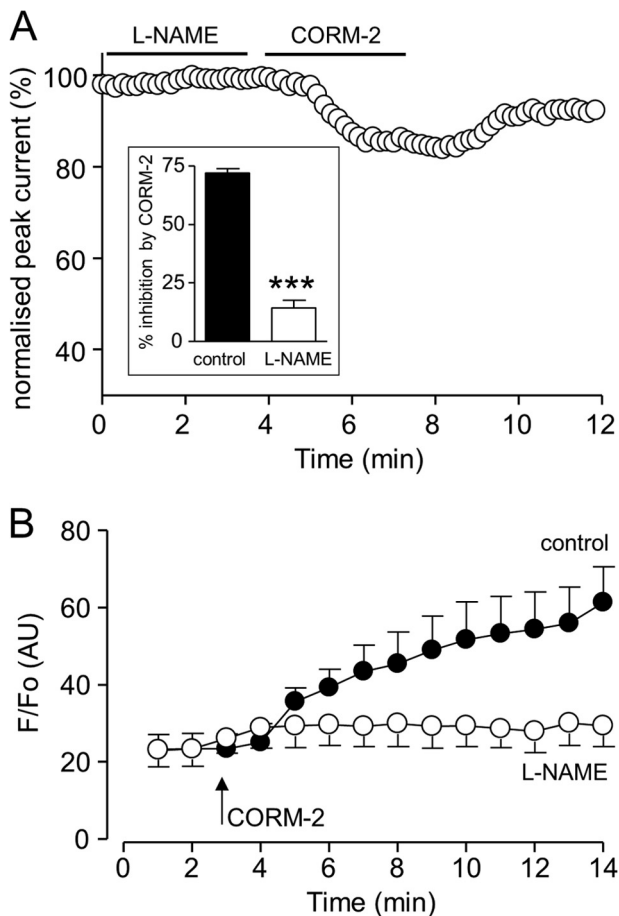 A
L-NAME CORM-2
normalised peak current (%)
100
80
60
40
% inhibition by CORM-2
75
50
25
0
***
control L-NAME
0 2 4 6 8 10 12
Time (min)
B
F/Fo (AU)
80
60
40
20
0
control
L-NAME
CORM-2
0 2 4 6 8 10 12 14
Time (min)